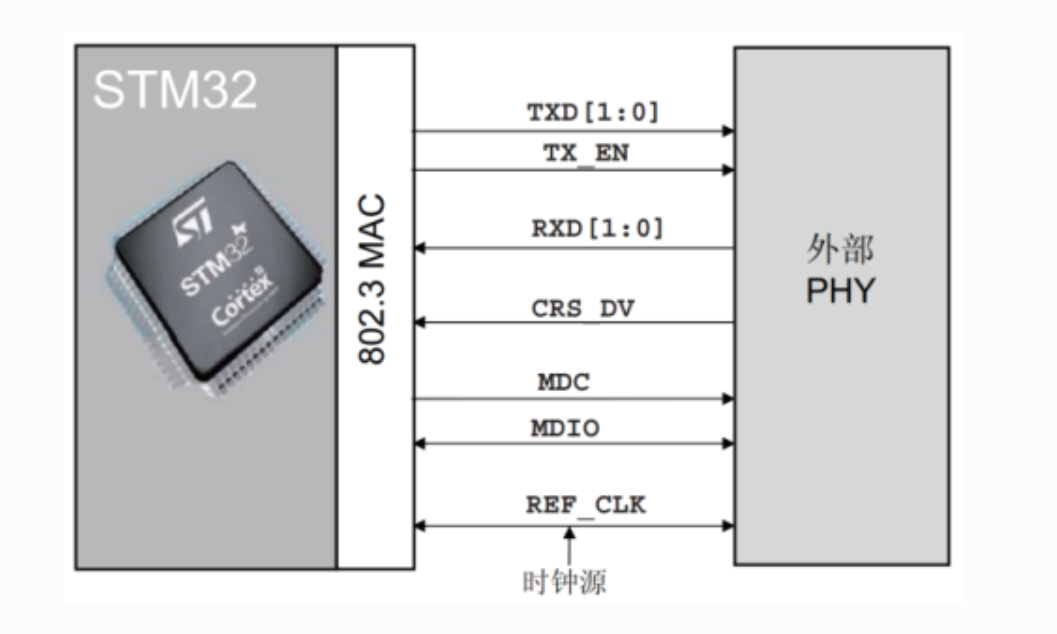 STM32
ST
STM32
Cortex
802.3 MAC
TXD[1:0]
TX_EN
RXD[1:0]
CRS_DV
MDC
MDIO
REF_CLK
时钟源
外部
PHY